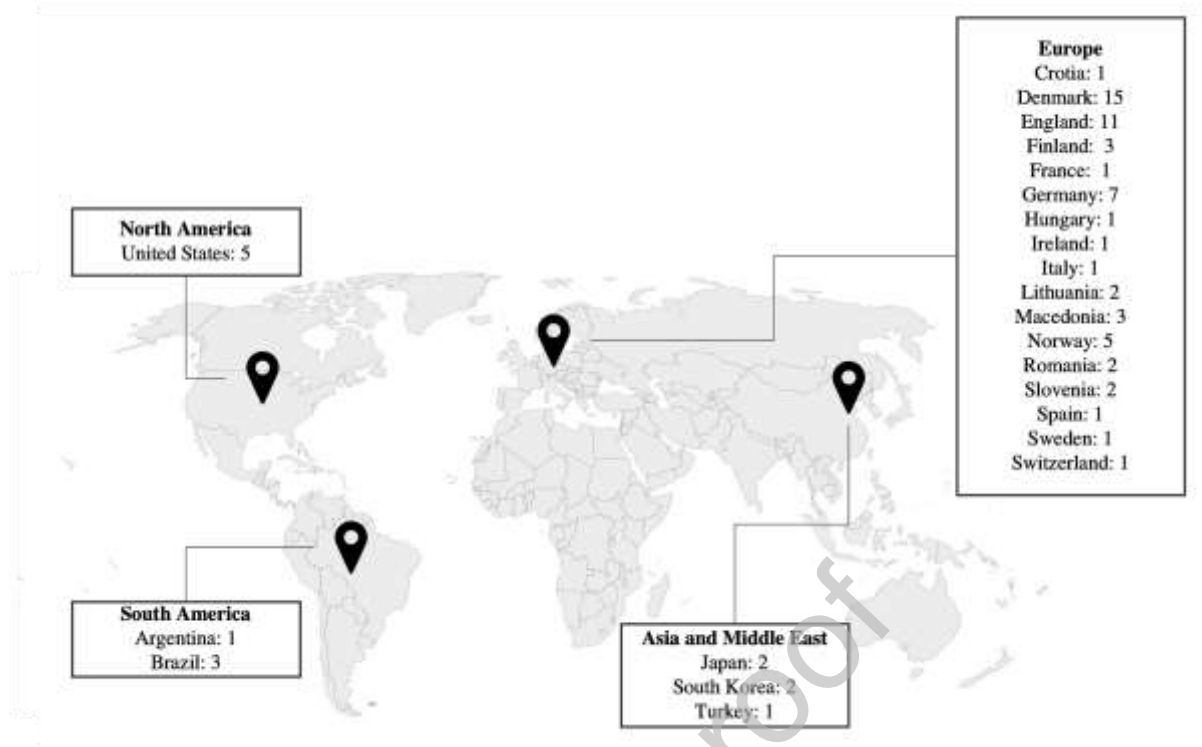 Europe
Crotia: 1
Denmark: 15
England: 11
Finland: 3
France: 1
Germany: 7
Hungary: 1
Ireland: 1
Italy: 1
Lithuania: 2
Macedonia: 3
Norway: 5
Romania: 2
Slovenia: 2
Spain: 1
Sweden: 1
Switzerland: 1
North America
United States: 5
South America
Argentina: 1
Brazil: 3
Asia and Middle East
Japan: 2
South Korea: 2
Turkey: 1
roof